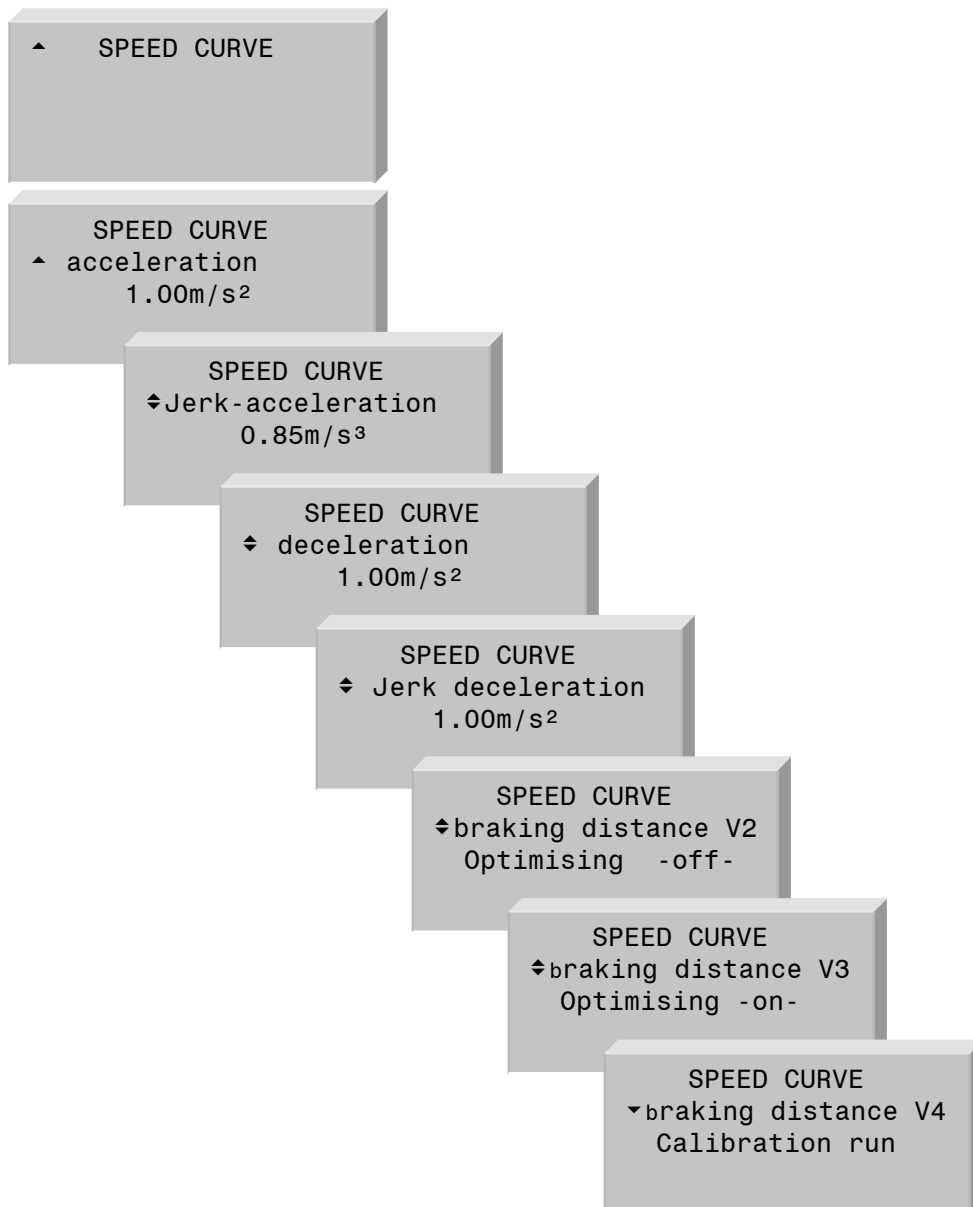 SPEED CURVE
SPEED CURVE
acceleration
1.00m/s²
SPEED CURVE
Jerk-acceleration
0.85m/s³
SPEED CURVE
deceleration
1.00m/s²
SPEED CURVE
Jerk deceleration
1.00m/s²
SPEED CURVE
braking distance V2
Optimising -off-
SPEED CURVE
braking distance V3
Optimising -on-
SPEED CURVE
braking distance V4
Calibration run